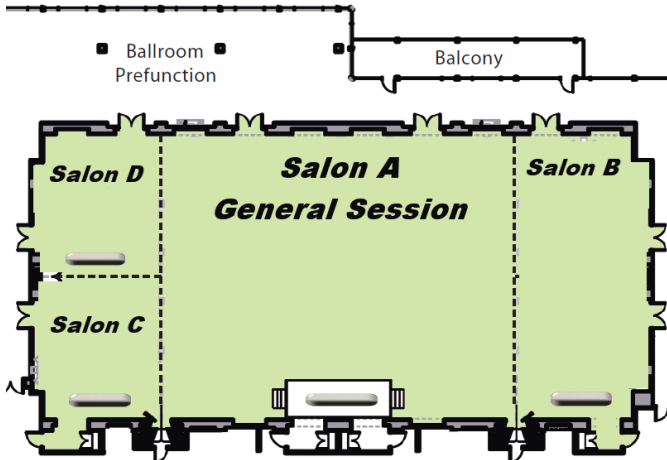 Ballroom
Prefunction
Balcony
Salon D
Salon A
General Session
Salon B
Salon C